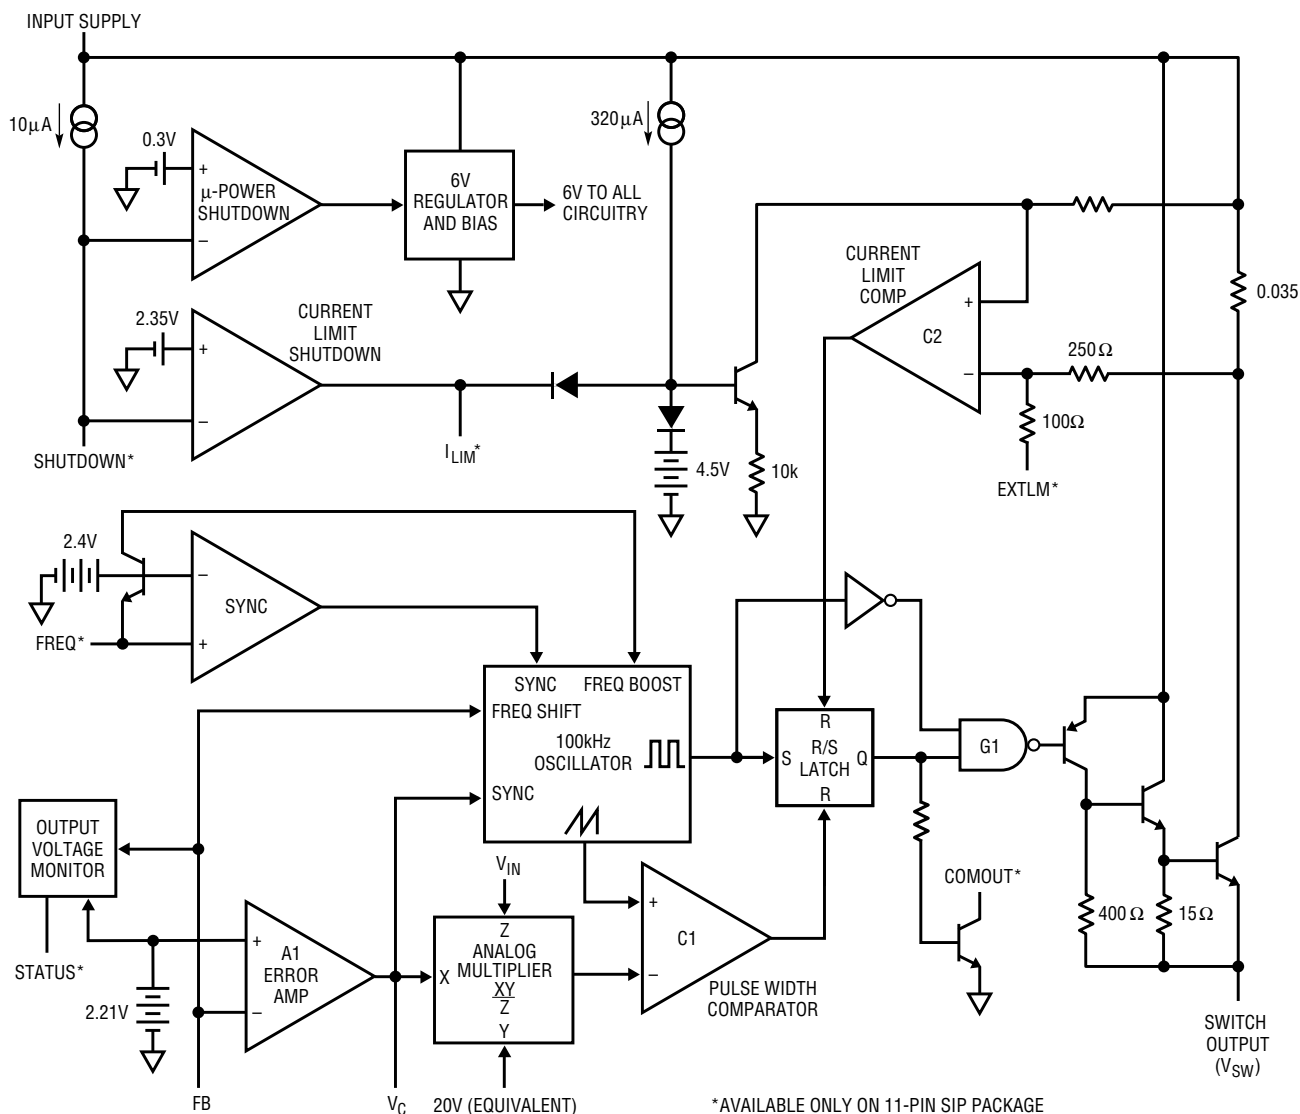 INPUT SUPPLY
10µA
0.3V
+
µ-POWER
SHUTDOWN
–
6V
REGULATOR
AND BIAS
6V TO ALL
CIRCUITRY
320µA
2.35V
+
–
CURRENT
LIMIT
SHUTDOWN
SHUTDOWN*
ILIM*
4.5V
10k
CURRENT
LIMIT
COMP
+
C2
–
0.035
250Ω
100Ω
EXTLM*
2.4V
–
SYNC
+
FREQ*
SYNC
FREQ BOOST
FREQ SHIFT
100kHz
OSCILLATOR
SYNC
R
S
R/S
LATCH
Q
R
G1
OUTPUT
VOLTAGE
MONITOR
STATUS*
2.21V
+
A1
ERROR
AMP
–
VIN
Z
X
ANALOG
MULTIPLIER
XY
Z
Y
+
C1
–
PULSE WIDTH
COMPARATOR
COMOUT*
400Ω
15Ω
SWITCH
OUTPUT
(VSW)
FB
VC
20V (EQUIVALENT)
*AVAILABLE ONLY ON 11-PIN SIP PACKAGE